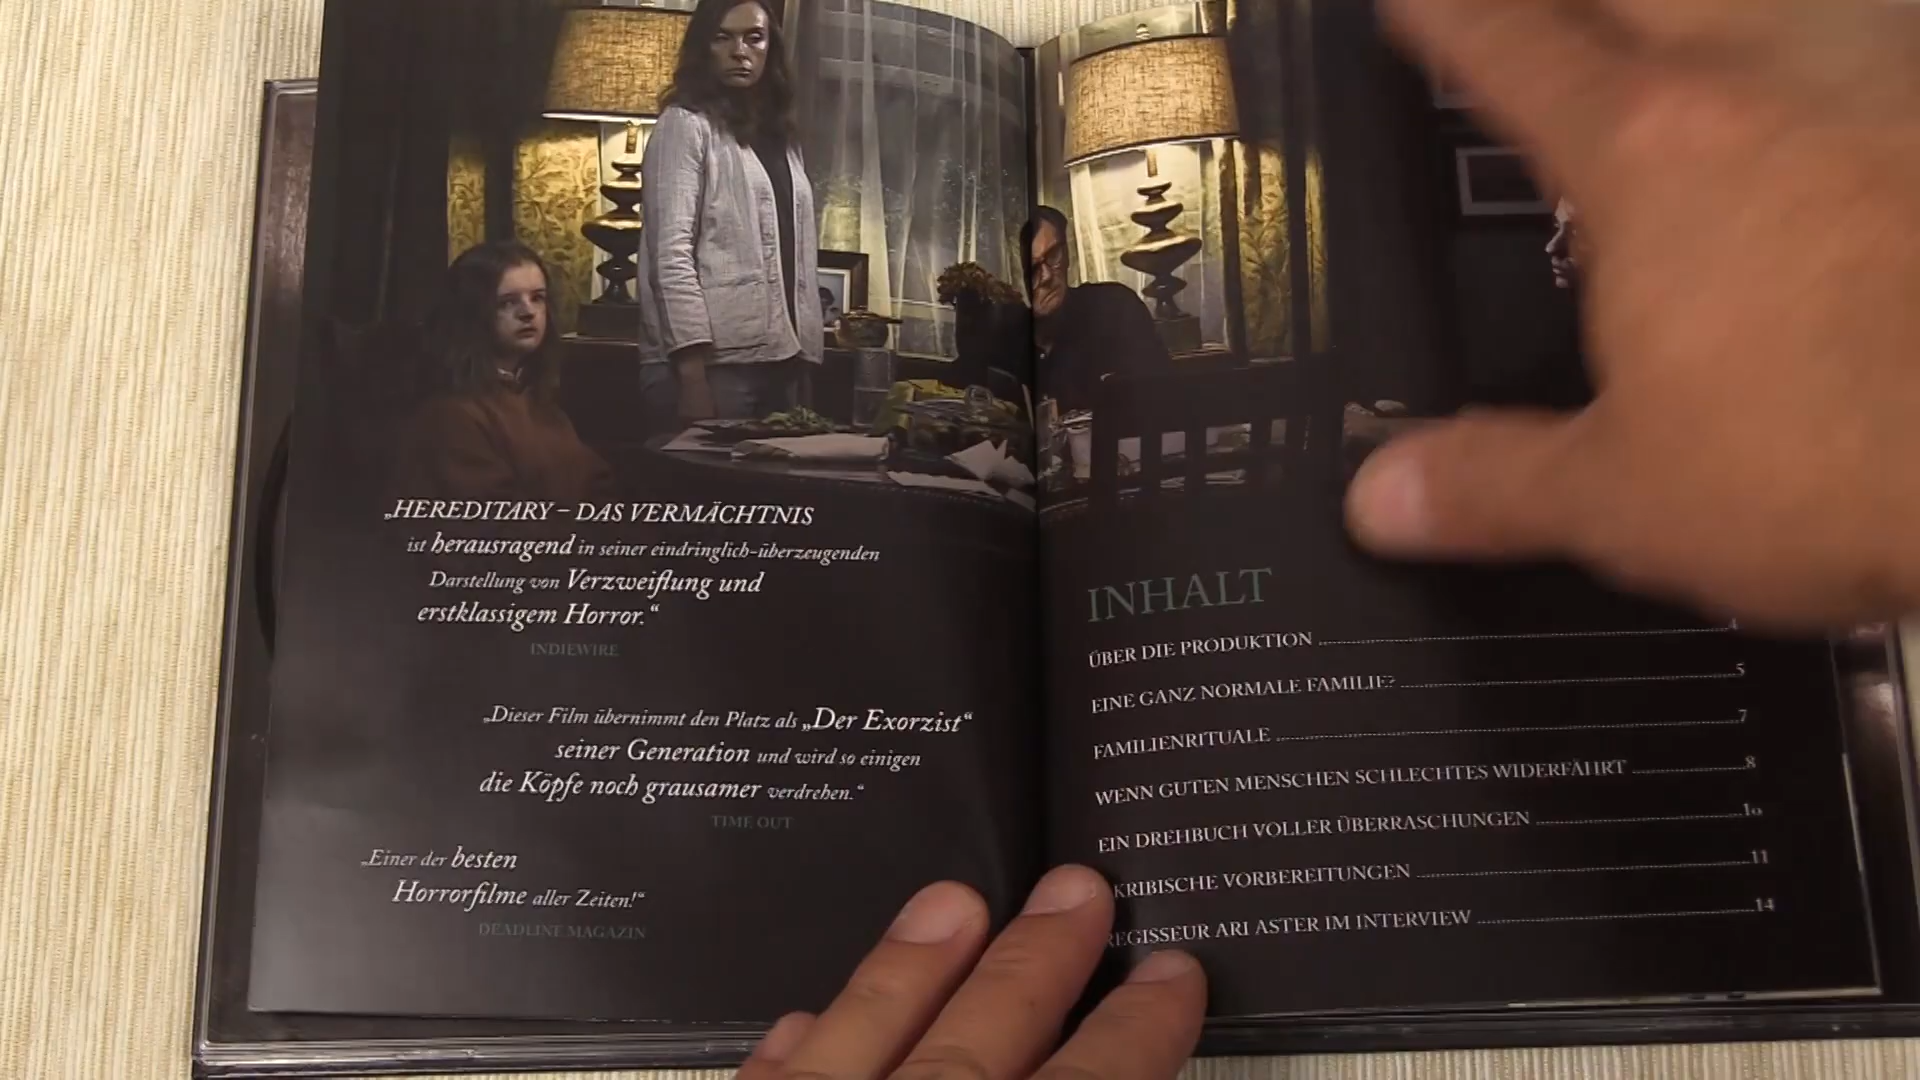 „HEREDITARY – DAS VERMÄCHTNIS
ist herausragend in seiner eindringlich-überzeugenden
Darstellung von Verzweiflung und
erstklassigem Horror.“
INDIEWIRE
„Dieser Film übernimmt den Platz als „Der Exorzist“
seiner Generation und wird so einigen
die Köpfe noch grausamer verdrehen.“
TIME OUT
„Einer der besten
Horrorfilme aller Zeiten!“
DEADLINE MAGAZIN
INHALT
ÜBER DIE PRODUKTION 4
EINE GANZ NORMALE FAMILIE? 5
FAMILIENRITUALE 7
WENN GUTEN MENSCHEN SCHLECHTES WIDERFÄHRT 8
EIN DREHBUCH VOLLER ÜBERRASCHUNGEN 10
KRIBISCHE VORBEREITUNGEN 11
REGISSEUR ARI ASTER IM INTERVIEW 14